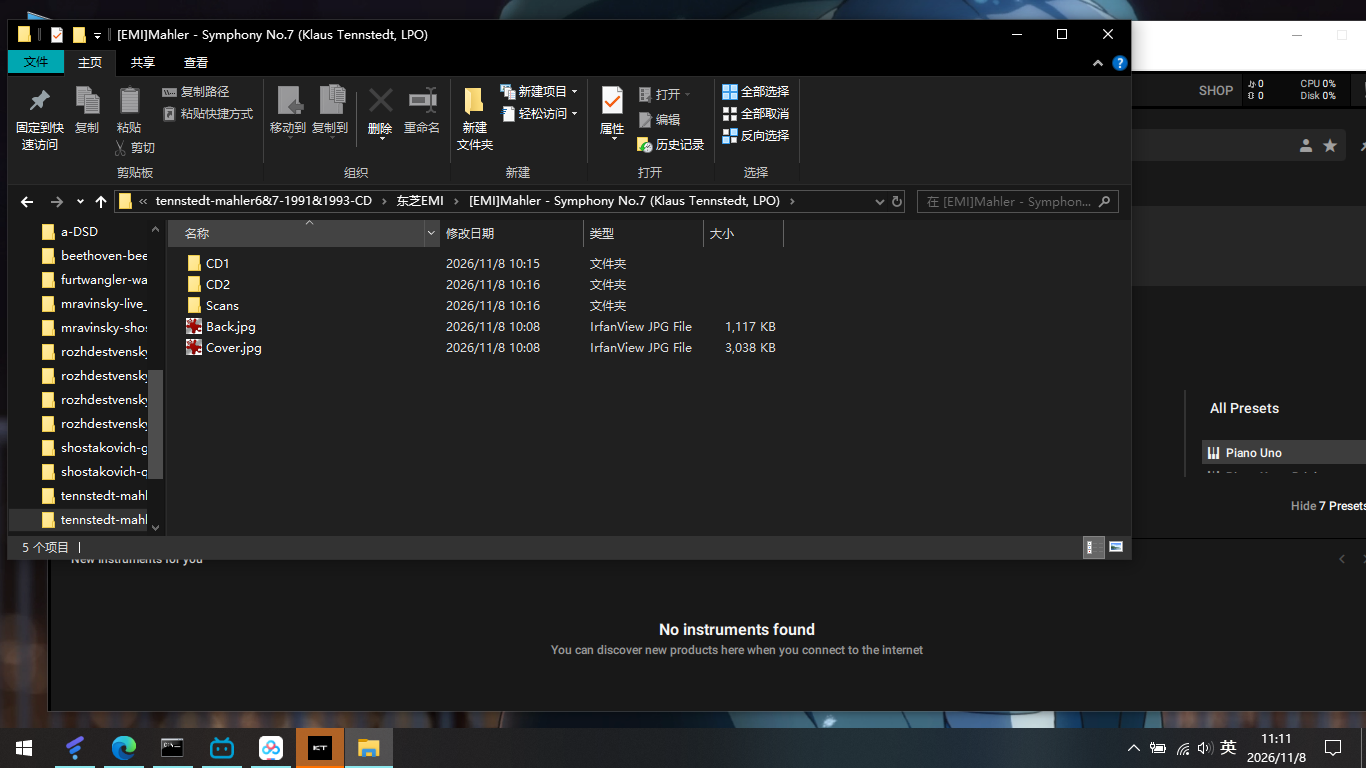 [EMI]Mahler - Symphony No.7 (Klaus Tennstedt, LPO)
文件 主页 共享 查看
固定到快速访问
复制
粘贴
复制路径
粘贴快捷方式
剪切
剪贴板
移动到 复制到
删除 重命名
组织
新建
文件夹
新建项目
轻松访问
新建
属性
打开
编辑
历史记录
打开
全部选择
全部取消
反向选择
选择
« tennstedt-mahler6&7-1991&1993-CD › 东芝EMI › [EMI]Mahler - Symphony No.7 (Klaus Tennstedt, LPO) ›
在 [EMI]Mahler - Symphon...
a-DSD
beethoven-bee
furtwangler-wa
mravinsky-live_
mravinsky-shos
rozhdestvensky
rozhdestvensky
rozhdestvensky
rozhdestvensky
shostakovich-g
shostakovich-c
tennstedt-mahl
tennstedt-mahl
名称 修改日期 类型 大小
CD1 2026/11/8 10:15 文件夹
CD2 2026/11/8 10:16 文件夹
Scans 2026/11/8 10:16 文件夹
Back.jpg 2026/11/8 10:08 IrfanView JPG File 1,117 KB
Cover.jpg 2026/11/8 10:08 IrfanView JPG File 3,038 KB
5 个项目
SHOP
0
0
CPU 0%
Disk 0%
All Presets
Piano Uno
Hide 7 Presets
New instruments for you
No instruments found
You can discover new products here when you connect to the internet
KT
英
11:11
2026/11/8